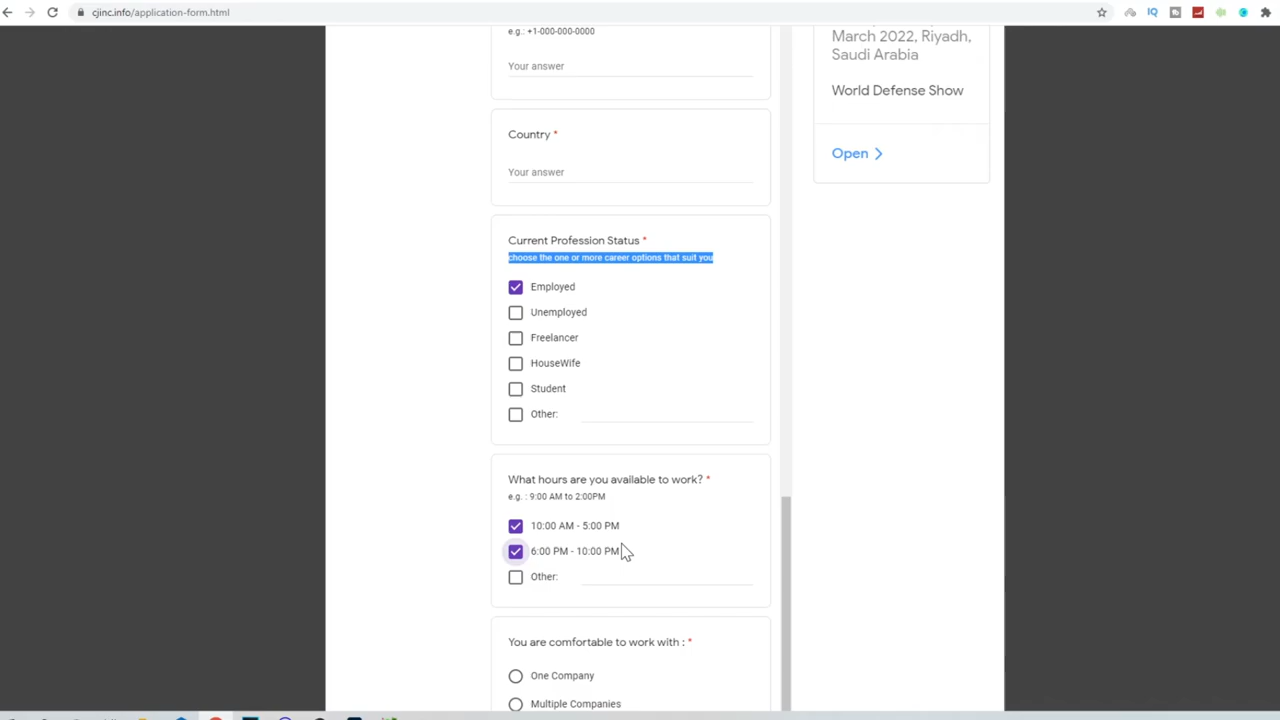 cjinc.info/application-form.html
IQ
e.g.: +1-000-000-0000
Your answer
Country *
Your answer
Current Profession Status *
choose the one or more career options that suit you
Employed
Unemployed
Freelancer
HouseWife
Student
Other:
What hours are you available to work? *
e.g. : 9:00 AM to 2:00PM
10:00 AM - 5:00 PM
6:00 PM - 10:00 PM
Other:
You are comfortable to work with : *
One Company
Multiple Companies
March 2022, Riyadh,
Saudi Arabia
World Defense Show
Open